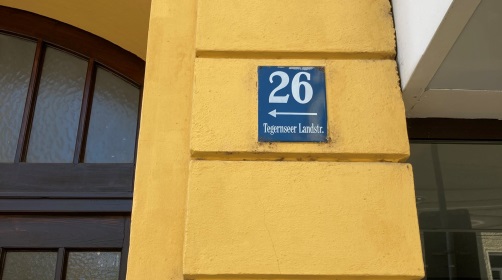 26
←
Tegernseer Landstr.